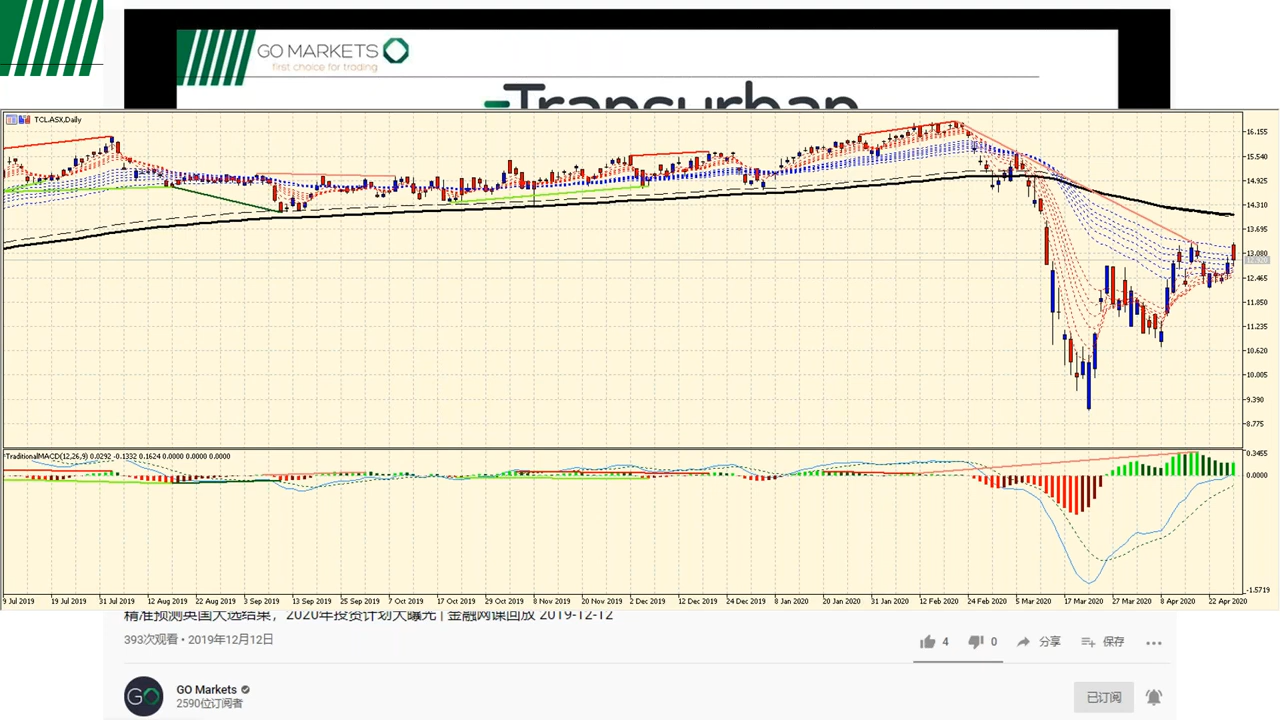 GO MARKETS
first choice for trading
Transurban
TCL.ASX,Daily
16.155
15.540
14.925
14.310
13.695
13.080
12.465
11.850
11.235
10.620
10.005
9.390
8.775
TraditionalMACD(12,26,9) 0.0292 -0.1332 0.1624 0.0000 0.0000 0.0000
0.3455
0.0000
-1.5719
9 Jul 2019 19 Jul 2019 31 Jul 2019 12 Aug 2019 22 Aug 2019 3 Sep 2019 13 Sep 2019 25 Sep 2019 7 Oct 2019 17 Oct 2019 29 Oct 2019 8 Nov 2019 20 Nov 2019 2 Dec 2019 12 Dec 2019 24 Dec 2019 8 Jan 2020 20 Jan 2020 31 Jan 2020 12 Feb 2020 24 Feb 2020 5 Mar 2020 17 Mar 2020 27 Mar 2020 8 Apr 2020 22 Apr 2020
精准预测英国大选结果，2020年投资计划大曝光 | 金融网课回放 2019-12-12
393次观看 • 2019年12月12日
4 0 分享 保存
GO
GO Markets
2590位订阅者
已订阅